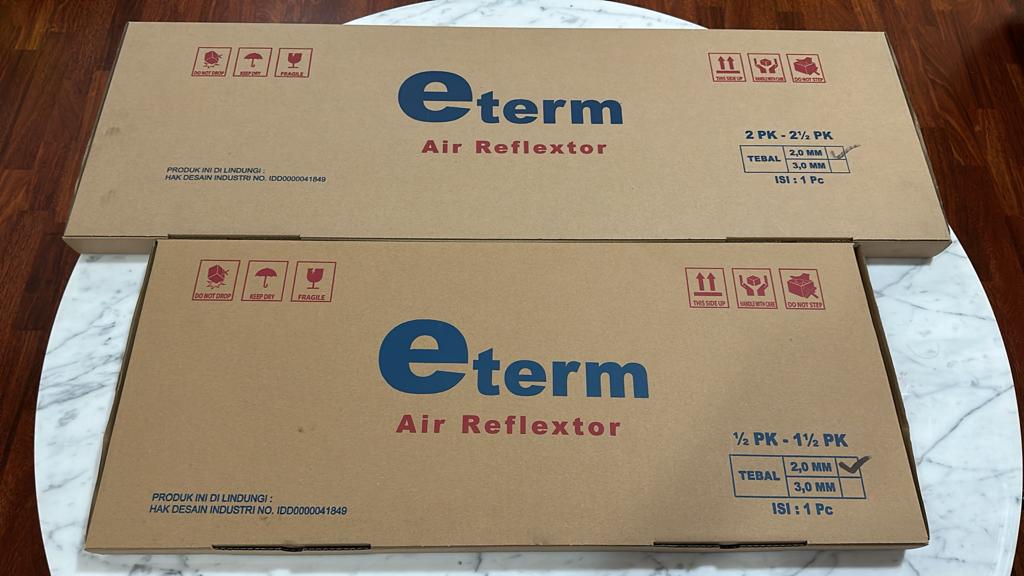 DO NOT DROP KEEP DRY FRAGILE
THIS SIDE UP HANDLE WITH CARE DO NOT STEP
eterm
Air Reflextor
2 PK - 2½ PK
TEBAL 2,0 MM
3,0 MM
ISI : 1 Pc
PRODUK INI DI LINDUNGI :
HAK DESAIN INDUSTRI NO. IDD0000041849
DO NOT DROP KEEP DRY FRAGILE
THIS SIDE UP HANDLE WITH CARE DO NOT STEP
eterm
Air Reflextor
½ PK - 1½ PK
TEBAL 2,0 MM
3,0 MM
ISI : 1 Pc
PRODUK INI DI LINDUNGI :
HAK DESAIN INDUSTRI NO. IDD0000041849